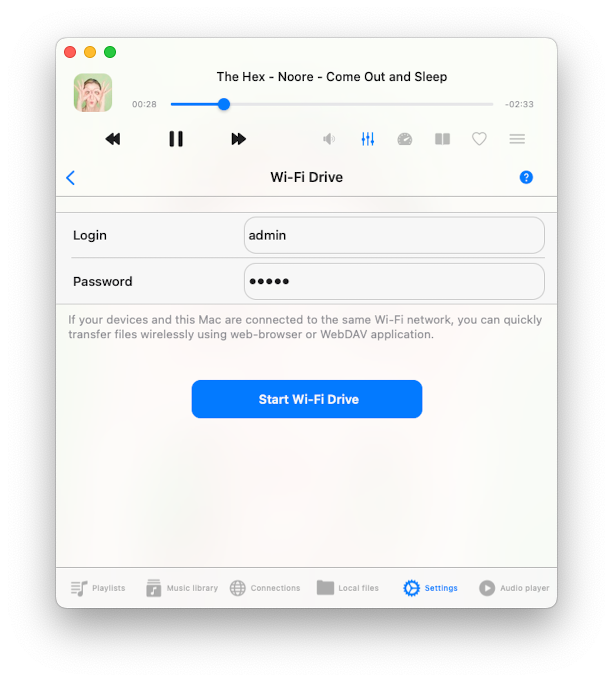 The Hex - Noore - Come Out and Sleep
00:28
-02:33
Wi-Fi Drive
?
Login
admin
Password
●●●●●
If your devices and this Mac are connected to the same Wi-Fi network, you can quickly
transfer files wirelessly using web-browser or WebDAV application.
Start Wi-Fi Drive
Playlists
Music library
Connections
Local files
Settings
Audio player